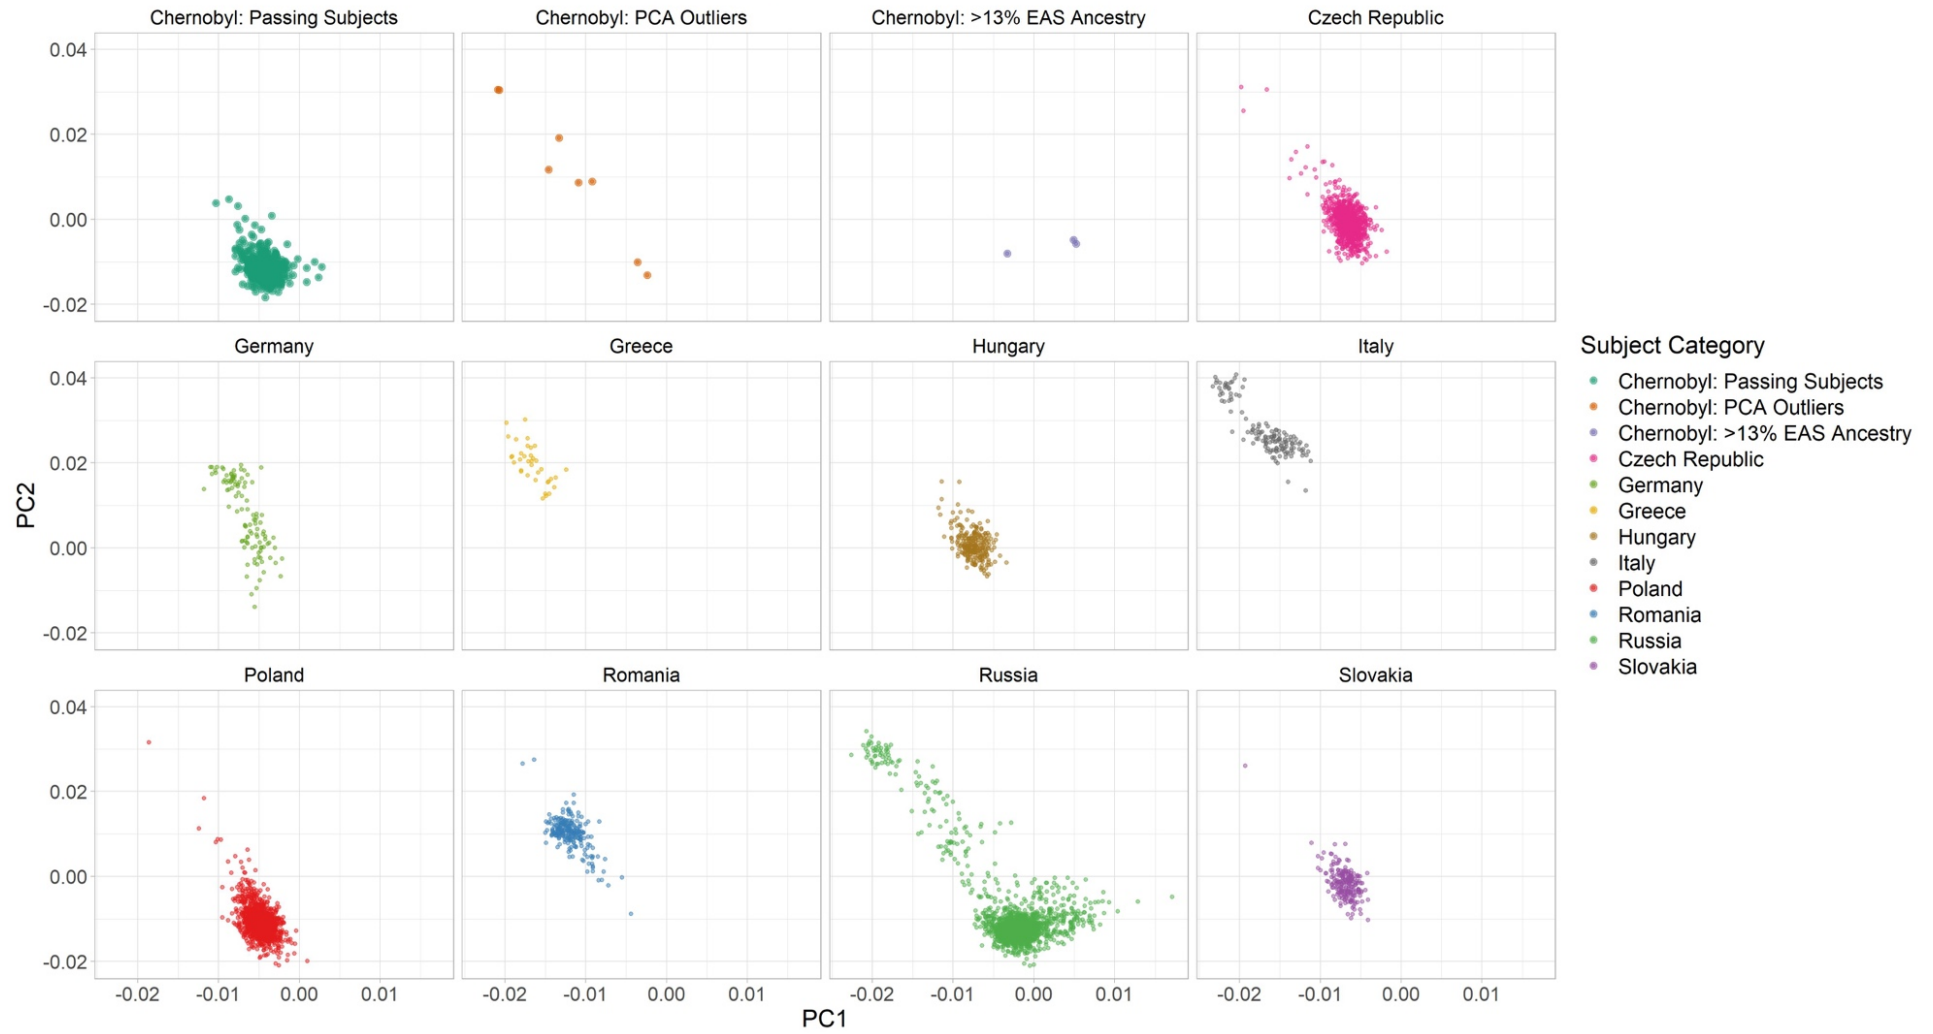 Chernobyl: Passing Subjects
Chernobyl: PCA Outliers
Chernobyl: >13% EAS Ancestry
Czech Republic
0.04
0.02
0.00
-0.02
Germany
Greece
Hungary
Italy
0.04
0.02
0.00
-0.02
PC2
Poland
Romania
Russia
Slovakia
0.04
0.02
0.00
-0.02
-0.02 -0.01 0.00 0.01
-0.02 -0.01 0.00 0.01
-0.02 -0.01 0.00 0.01
-0.02 -0.01 0.00 0.01
PC1
Subject Category
Chernobyl: Passing Subjects
Chernobyl: PCA Outliers
Chernobyl: >13% EAS Ancestry
Czech Republic
Germany
Greece
Hungary
Italy
Poland
Romania
Russia
Slovakia